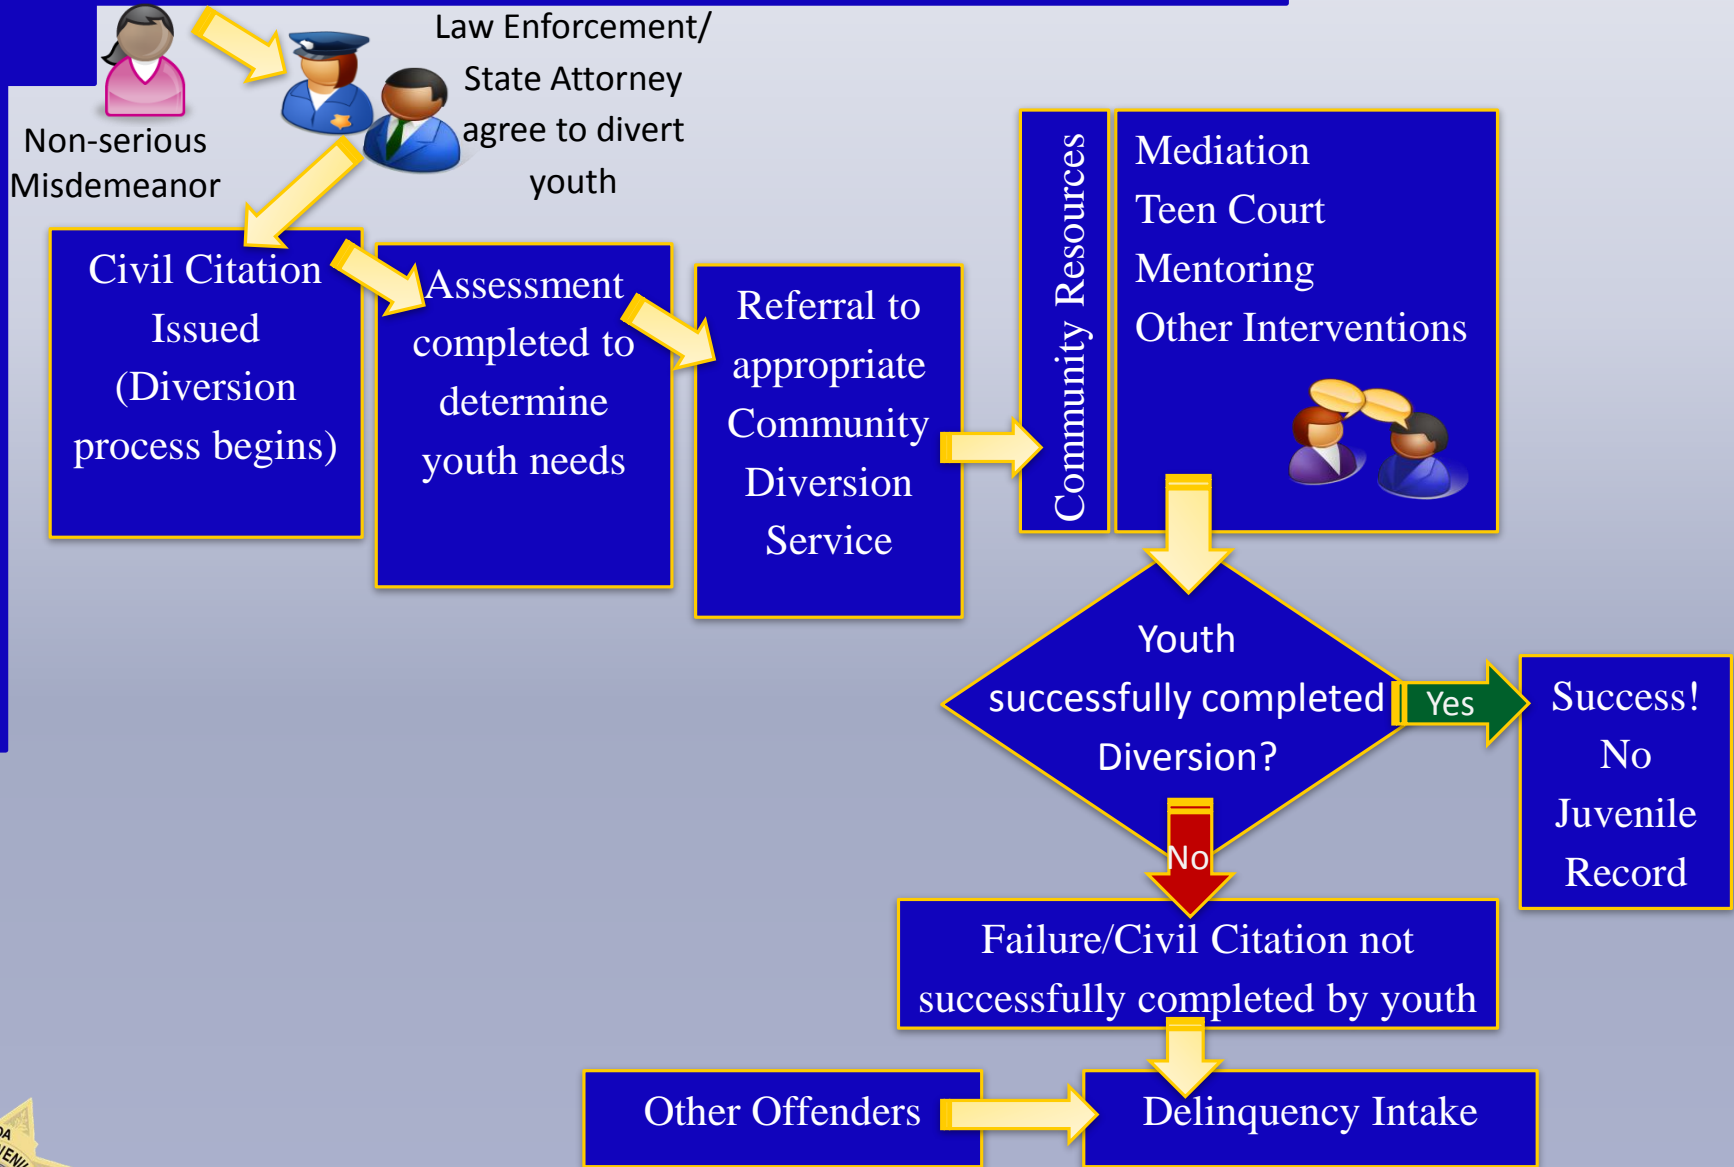 Law Enforcement/
State Attorney
agree to divert
youth
Non-serious
Misdemeanor
Civil Citation
Issued
(Diversion
process begins)
Assessment
completed to
determine
youth needs
Referral to
appropriate
Community
Diversion
Service
Community Resources
Mediation
Teen Court
Mentoring
Other Interventions
Youth
successfully completed
Diversion?
Yes
Success!
No
Juvenile
Record
No
Failure/Civil Citation not
successfully completed by youth
Other Offenders
Delinquency Intake